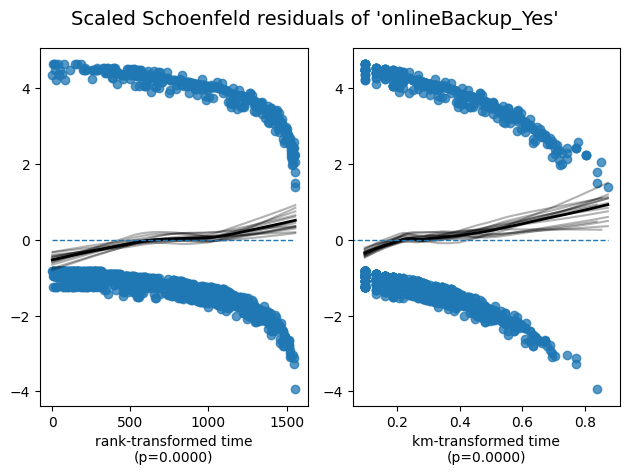 Scaled Schoenfeld residuals of 'onlineBackup_Yes'
4
2
0
−2
−4
0 500 1000 1500
rank-transformed time
(p=0.0000)
4
2
0
−2
−4
0.2 0.4 0.6 0.8
km-transformed time
(p=0.0000)